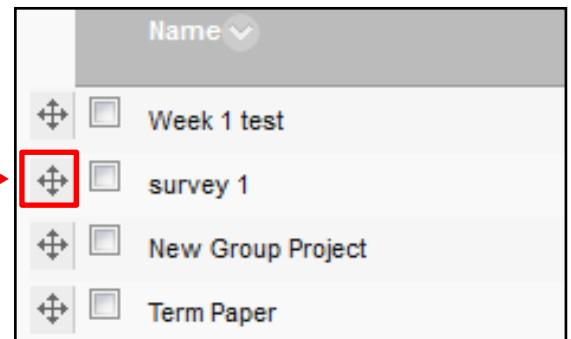 Name
Week 1 test
survey 1
New Group Project
Term Paper